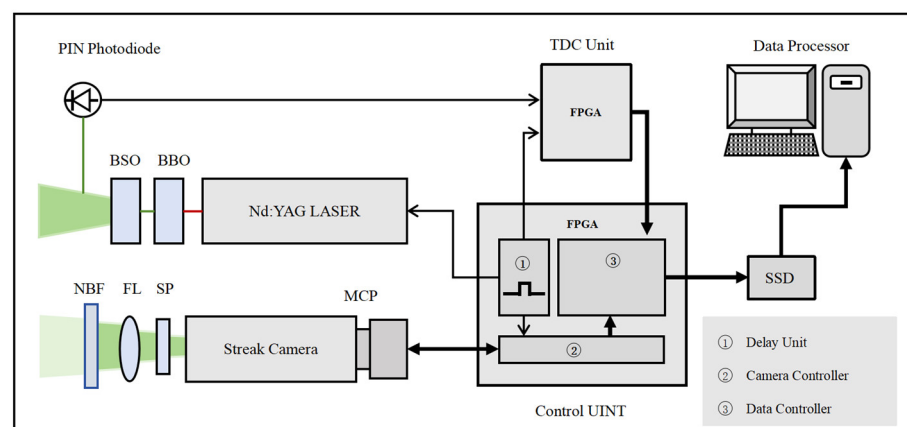 PIN Photodiode
TDC Unit
Data Processor
FPGA
BSO
BBO
Nd:YAG LASER
FPGA
①
③
SSD
NBF
FL
SP
MCP
Streak Camera
②
Control UINT
① Delay Unit
② Camera Controller
③ Data Controller